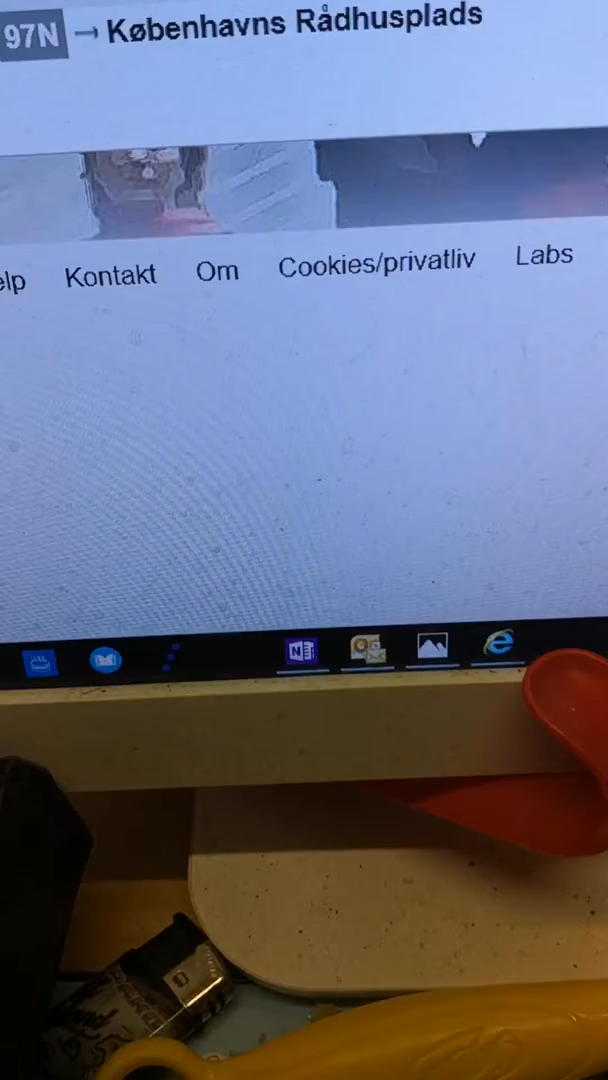 97N → Københavns Rådhusplads
elp Kontakt Om Cookies/privatliv Labs